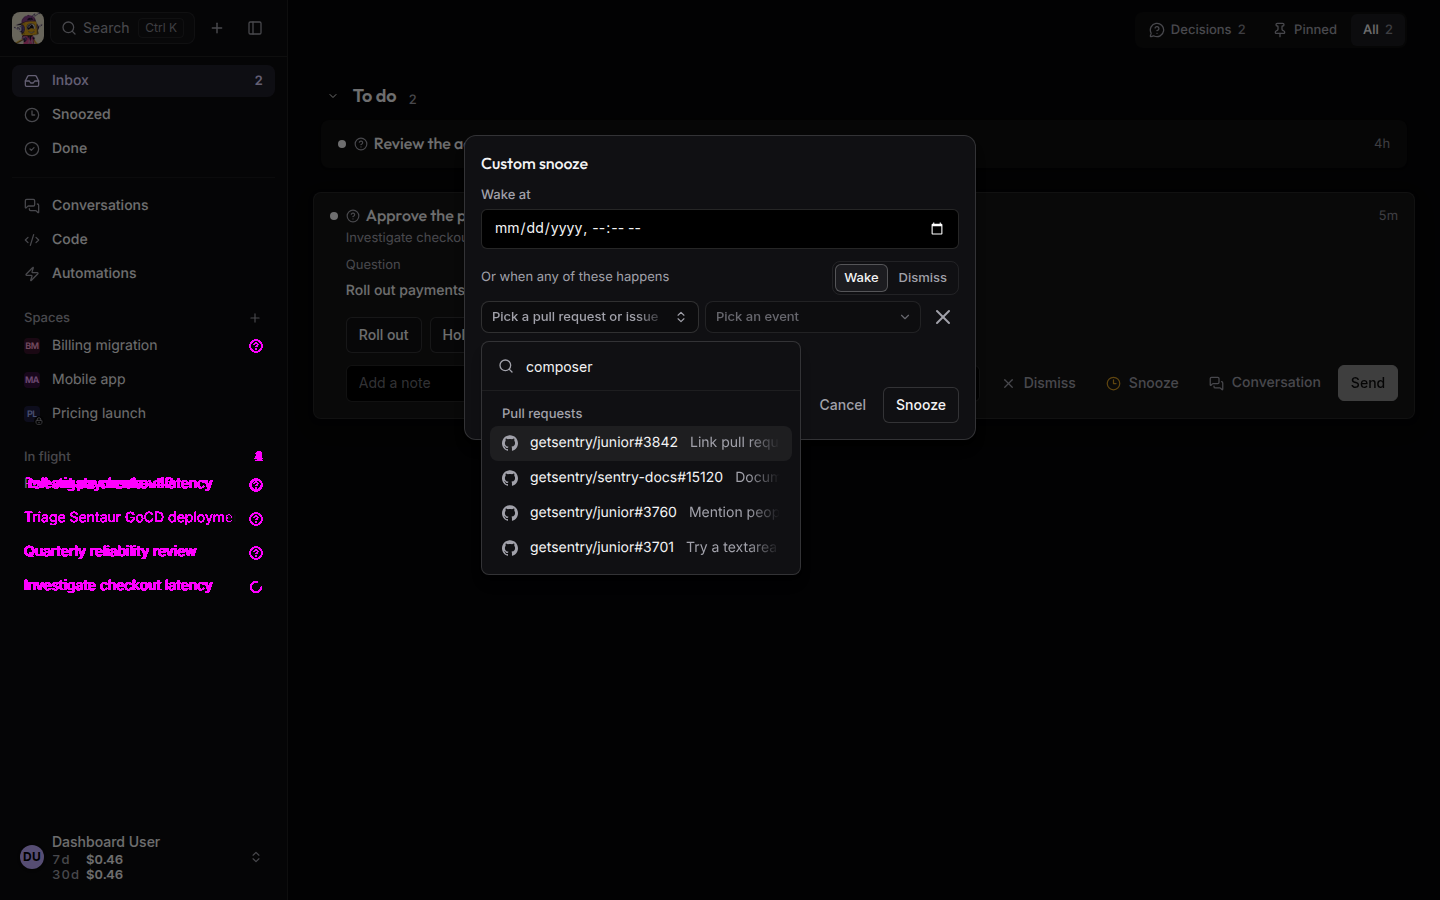 Search Ctrl K
Inbox 2
Snoozed
Done
Conversations
Code
Automations
Spaces
BM Billing migration
MA Mobile app
PL Pricing launch
In flight
Triage Sentaur GoCD deployme
Quarterly reliability review
Investigate checkout latency
DU Dashboard User
7d $0.46
30d $0.46
Decisions 2 Pinned All 2
To do 2
Review the a 4h
Approve the p 5m
Investigate checkou
Question
Roll out payments
Roll out Hol
Add a note
Dismiss Snooze Conversation Send
Custom snooze
Wake at
mm/dd/yyyy, --:-- --
Or when any of these happens Wake Dismiss
Pick a pull request or issue Pick an event
composer
Pull requests
getsentry/junior#3842 Link pull requ
getsentry/sentry-docs#15120 Docum
getsentry/junior#3760 Mention peop
getsentry/junior#3701 Try a textarea
Cancel Snooze